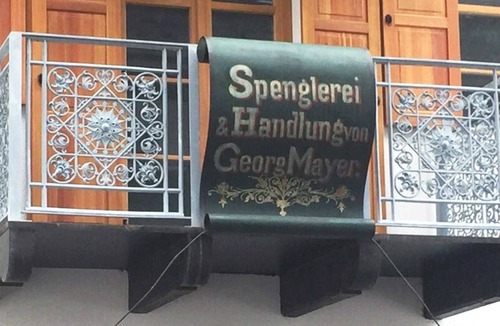 Spenglerei
& Handlung von
Georg Mayer.